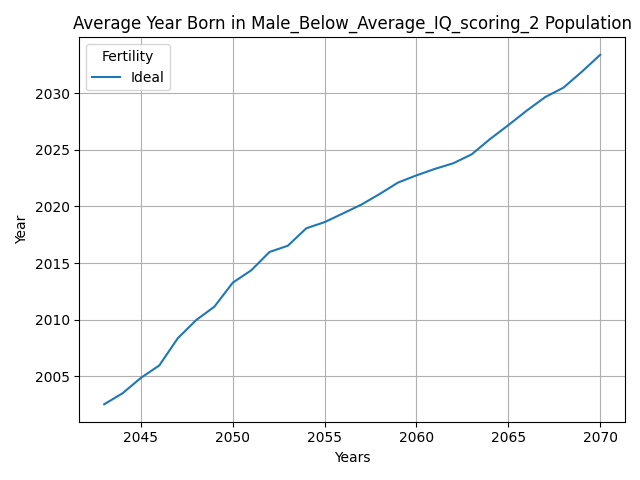 Average Year Born in Male_Below_Average_IQ_scoring_2 Population
Fertility
Ideal
Year
2030
2025
2020
2015
2010
2005
2045 2050 2055 2060 2065 2070
Years